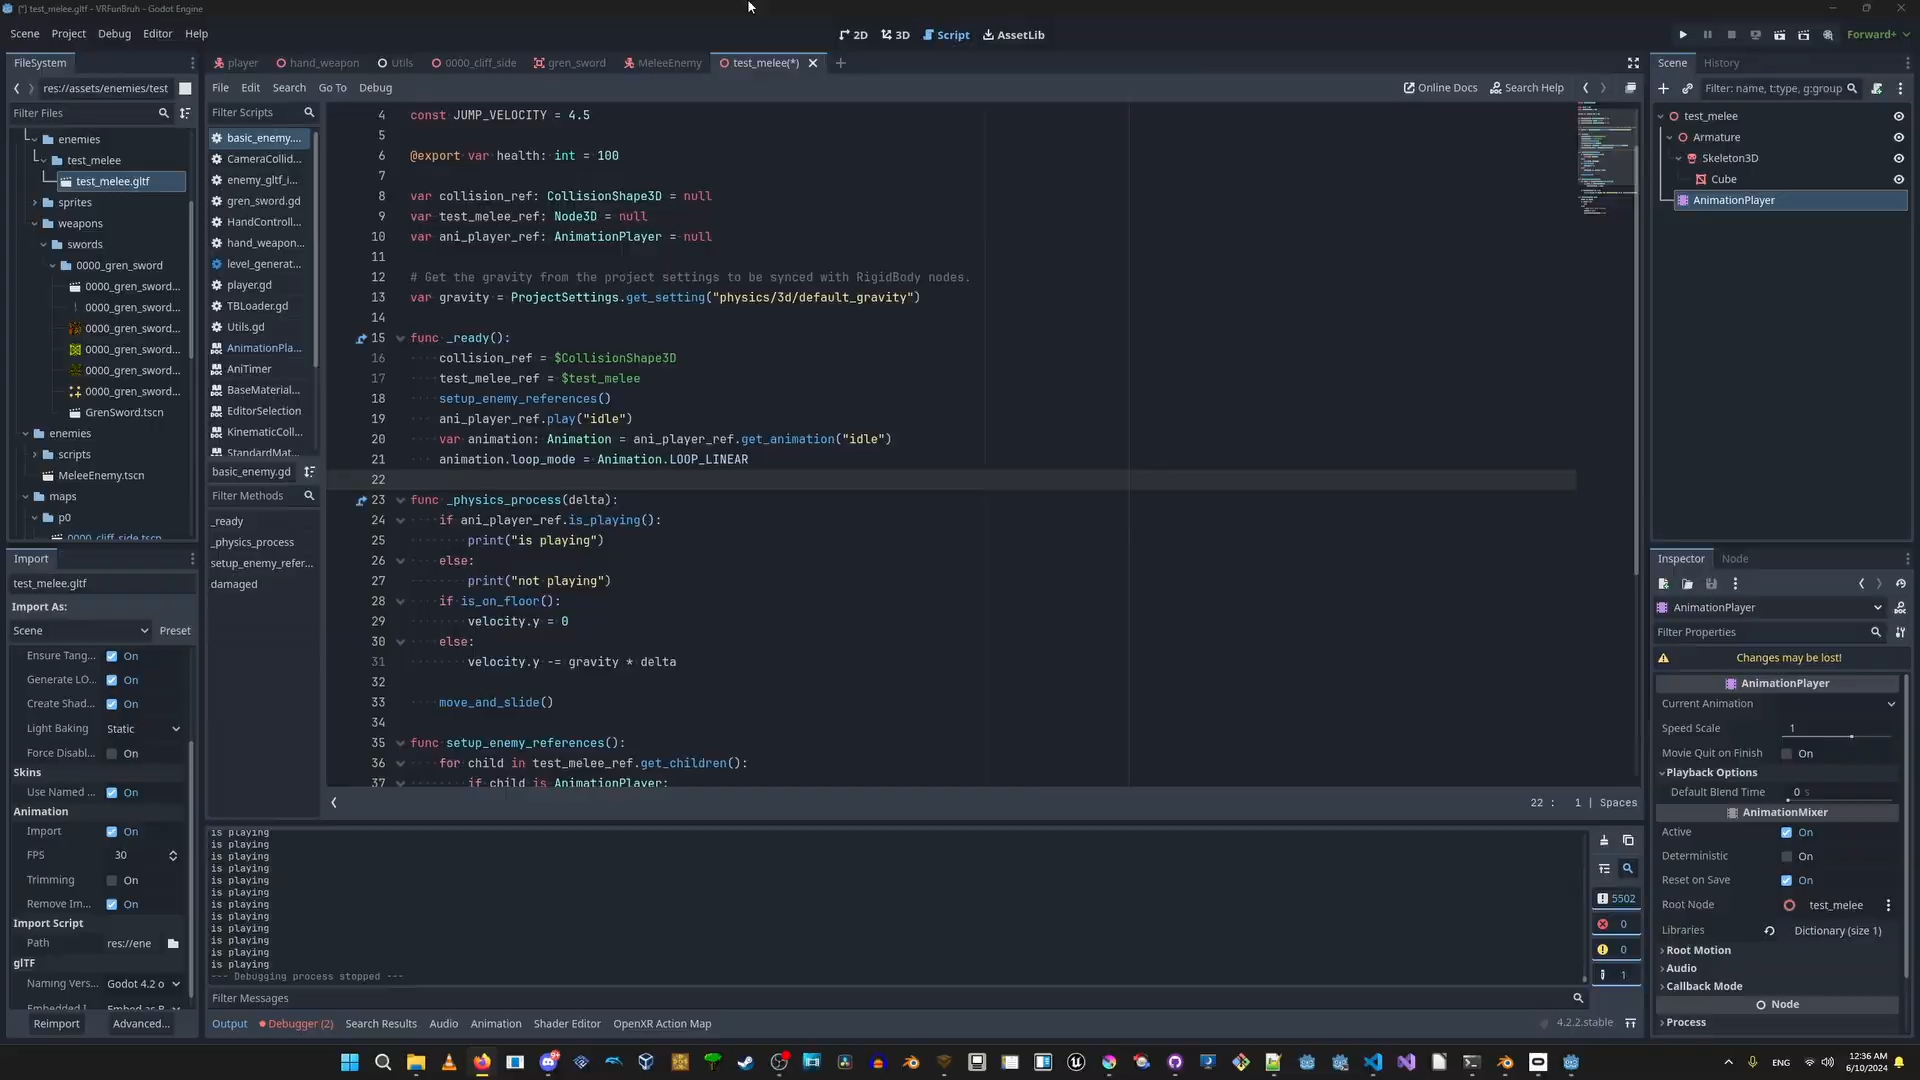 (*) test_melee.gltf - VRFunBruh - Godot Engine
Scene Project Debug Editor Help
2D 3D Script AssetLib
Forward+
FileSystem
res://assets/enemies/test
Filter Files
enemies
test_melee
test_melee.gltf
sprites
weapons
swords
0000_gren_sword
0000_gren_sword...
0000_gren_sword...
0000_gren_sword...
0000_gren_sword...
0000_gren_sword...
0000_gren_sword...
GrenSword.tscn
enemies
scripts
MeleeEnemy.tscn
maps
p0
0000_cliff_side.tscn
Import
test_melee.gltf
Import As:
Scene Preset
Ensure Tang... On
Generate LO... On
Create Shad... On
Light Baking Static
Force Disabl... On
Skins
Use Named ... On
Animation
Import On
FPS 30
Trimming On
Remove Im... On
Import Script
Path res://ene
glTF
Naming Vers... Godot 4.2 o
Reimport Advanced...
player hand_weapon Utils 0000_cliff_side gren_sword MeleeEnemy test_melee(*)
File Edit Search Go To Debug
Online Docs Search Help
Filter Scripts
basic_enemy....
CameraCollid...
enemy_gltf_i...
gren_sword.gd
HandControll...
hand_weapon...
level_generat...
player.gd
TBLoader.gd
Utils.gd
AnimationPla...
AniTimer
BaseMaterial...
EditorSelection
KinematicColl...
StandardMat...
basic_enemy.gd
Filter Methods
_ready
_physics_process
setup_enemy_refer...
damaged
4 const JUMP_VELOCITY = 4.5
5
6 @export var health: int = 100
7
8 var collision_ref: CollisionShape3D = null
9 var test_melee_ref: Node3D = null
10 var ani_player_ref: AnimationPlayer = null
11
12 # Get the gravity from the project settings to be synced with RigidBody nodes.
13 var gravity = ProjectSettings.get_setting("physics/3d/default_gravity")
14
15 func _ready():
16 collision_ref = $CollisionShape3D
17 test_melee_ref = $test_melee
18 setup_enemy_references()
19 ani_player_ref.play("idle")
20 var animation: Animation = ani_player_ref.get_animation("idle")
21 animation.loop_mode = Animation.LOOP_LINEAR
22
23 func _physics_process(delta):
24 if ani_player_ref.is_playing():
25 print("is playing")
26 else:
27 print("not playing")
28 if is_on_floor():
29 velocity.y = 0
30 else:
31 velocity.y -= gravity * delta
32
33 move_and_slide()
34
35 func setup_enemy_references():
36 for child in test_melee_ref.get_children():
37 if child is AnimationPlayer:
22 : 1 | Spaces
is playing
is playing
is playing
is playing
is playing
is playing
is playing
is playing
is playing
is playing
is playing
is playing
--- Debugging process stopped ---
5502
0
0
1
Filter Messages
Output Debugger (2) Search Results Audio Animation Shader Editor OpenXR Action Map
4.2.2.stable
Scene History
Filter: name, t:type, g:group
test_melee
Armature
Skeleton3D
Cube
AnimationPlayer
Inspector Node
AnimationPlayer
Filter Properties
Changes may be lost!
AnimationPlayer
Current Animation
Speed Scale 1
Movie Quit on Finish On
Playback Options
Default Blend Time 0 s
AnimationMixer
Active On
Deterministic On
Reset on Save On
Root Node test_melee
Libraries Dictionary (size 1)
Root Motion
Audio
Callback Mode
Node
Process
ENG
12:36 AM
6/10/2024